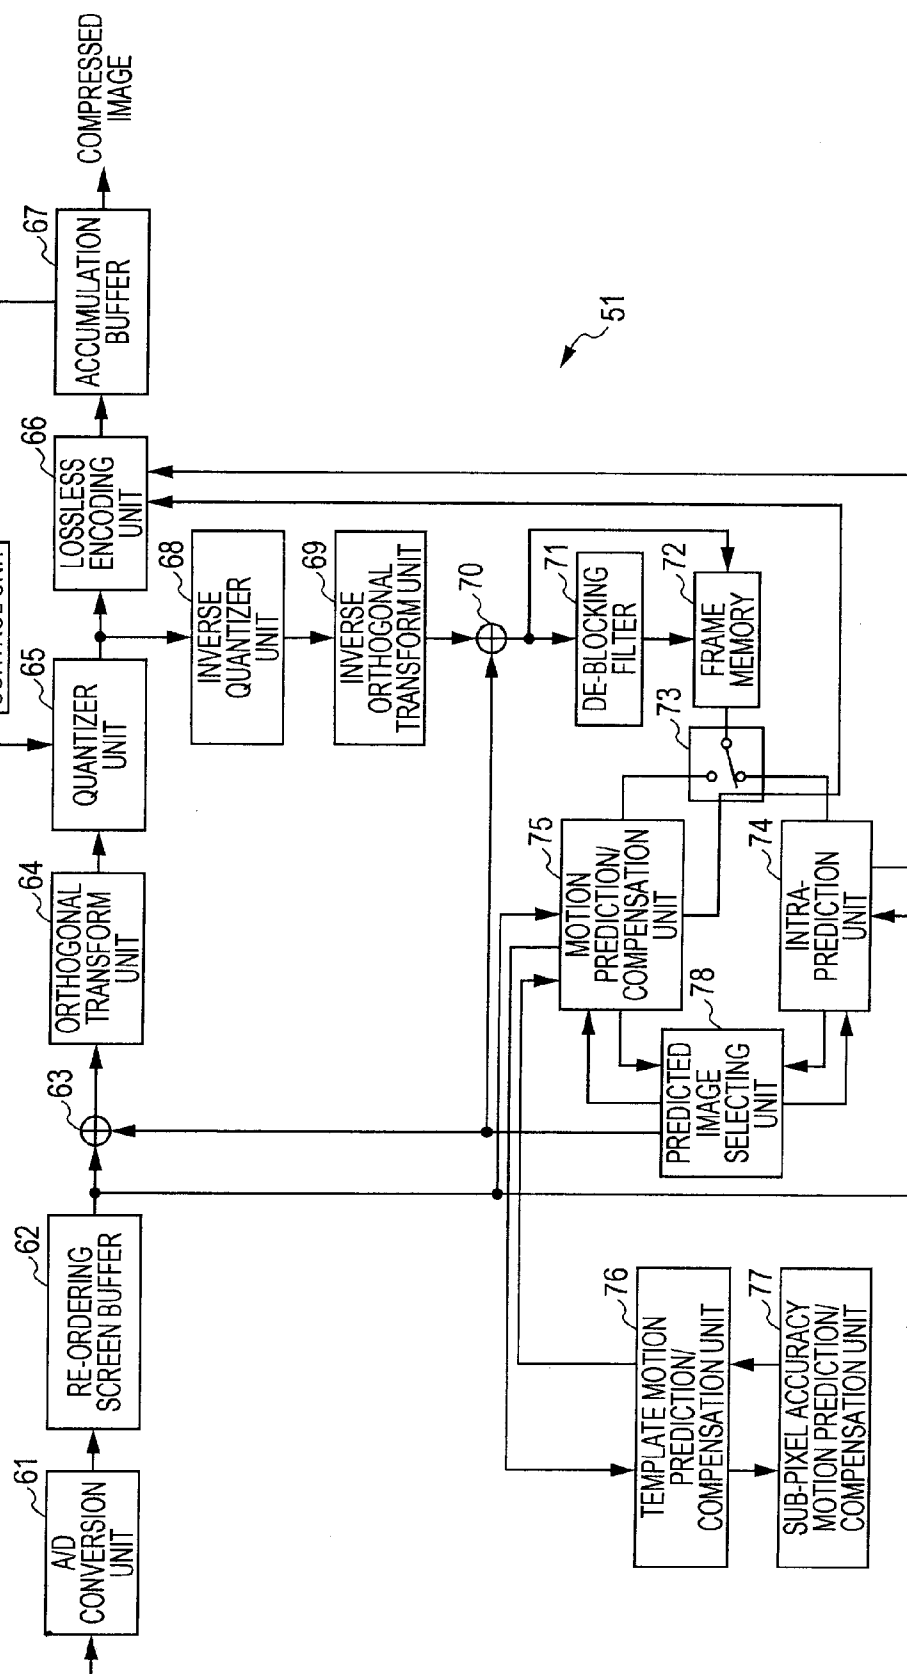 61
A/D
CONVERSION
UNIT
62
RE-ORDERING
SCREEN BUFFER
63
64
ORTHOGONAL
TRANSFORM
UNIT
65
QUANTIZER
UNIT
66
LOSSLESS
ENCODING
UNIT
67
ACCUMULATION
BUFFER
COMPRESSED
IMAGE
68
INVERSE
QUANTIZER
UNIT
69
INVERSE
ORTHOGONAL
TRANSFORM UNIT
70
71
DE-BLOCKING
FILTER
72
FRAME
MEMORY
73
51
75
MOTION
PREDICTION/
COMPENSATION
UNIT
74
INTRA-
PREDICTION
UNIT
78
PREDICTED
IMAGE
SELECTING
UNIT
76
TEMPLATE MOTION
PREDICTION/
COMPENSATION UNIT
77
SUB-PIXEL ACCURACY
MOTION PREDICTION/
COMPENSATION UNIT